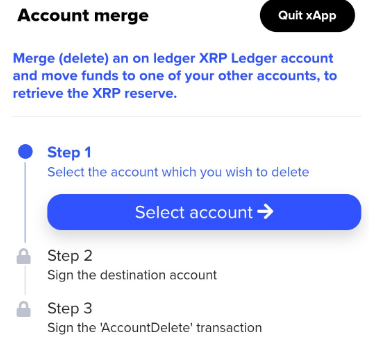 Account merge
Quit xApp
Merge (delete) an on ledger XRP Ledger account
and move funds to one of your other accounts, to
retrieve the XRP reserve.
Step 1
Select the account which you wish to delete
Select account →
Step 2
Sign the destination account
Step 3
Sign the 'AccountDelete' transaction